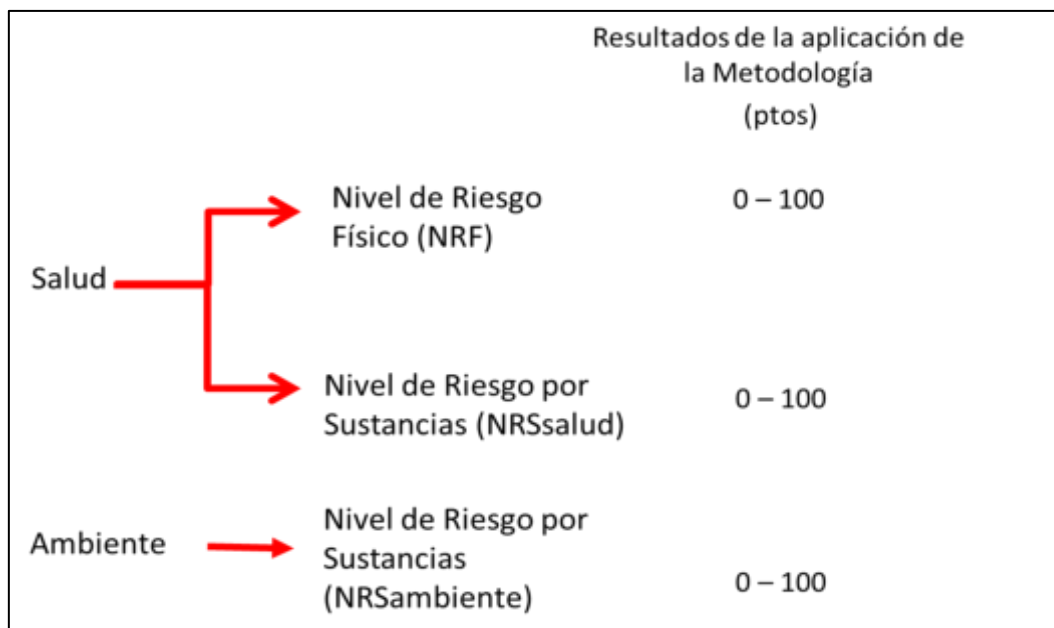 Resultados de la aplicación de
la Metodología
(ptos)
Nivel de Riesgo
Físico (NRF)
0 – 100
Salud
Nivel de Riesgo por
Sustancias (NRSsalud)
0 – 100
Ambiente
Nivel de Riesgo por
Sustancias
(NRSambiente)
0 – 100